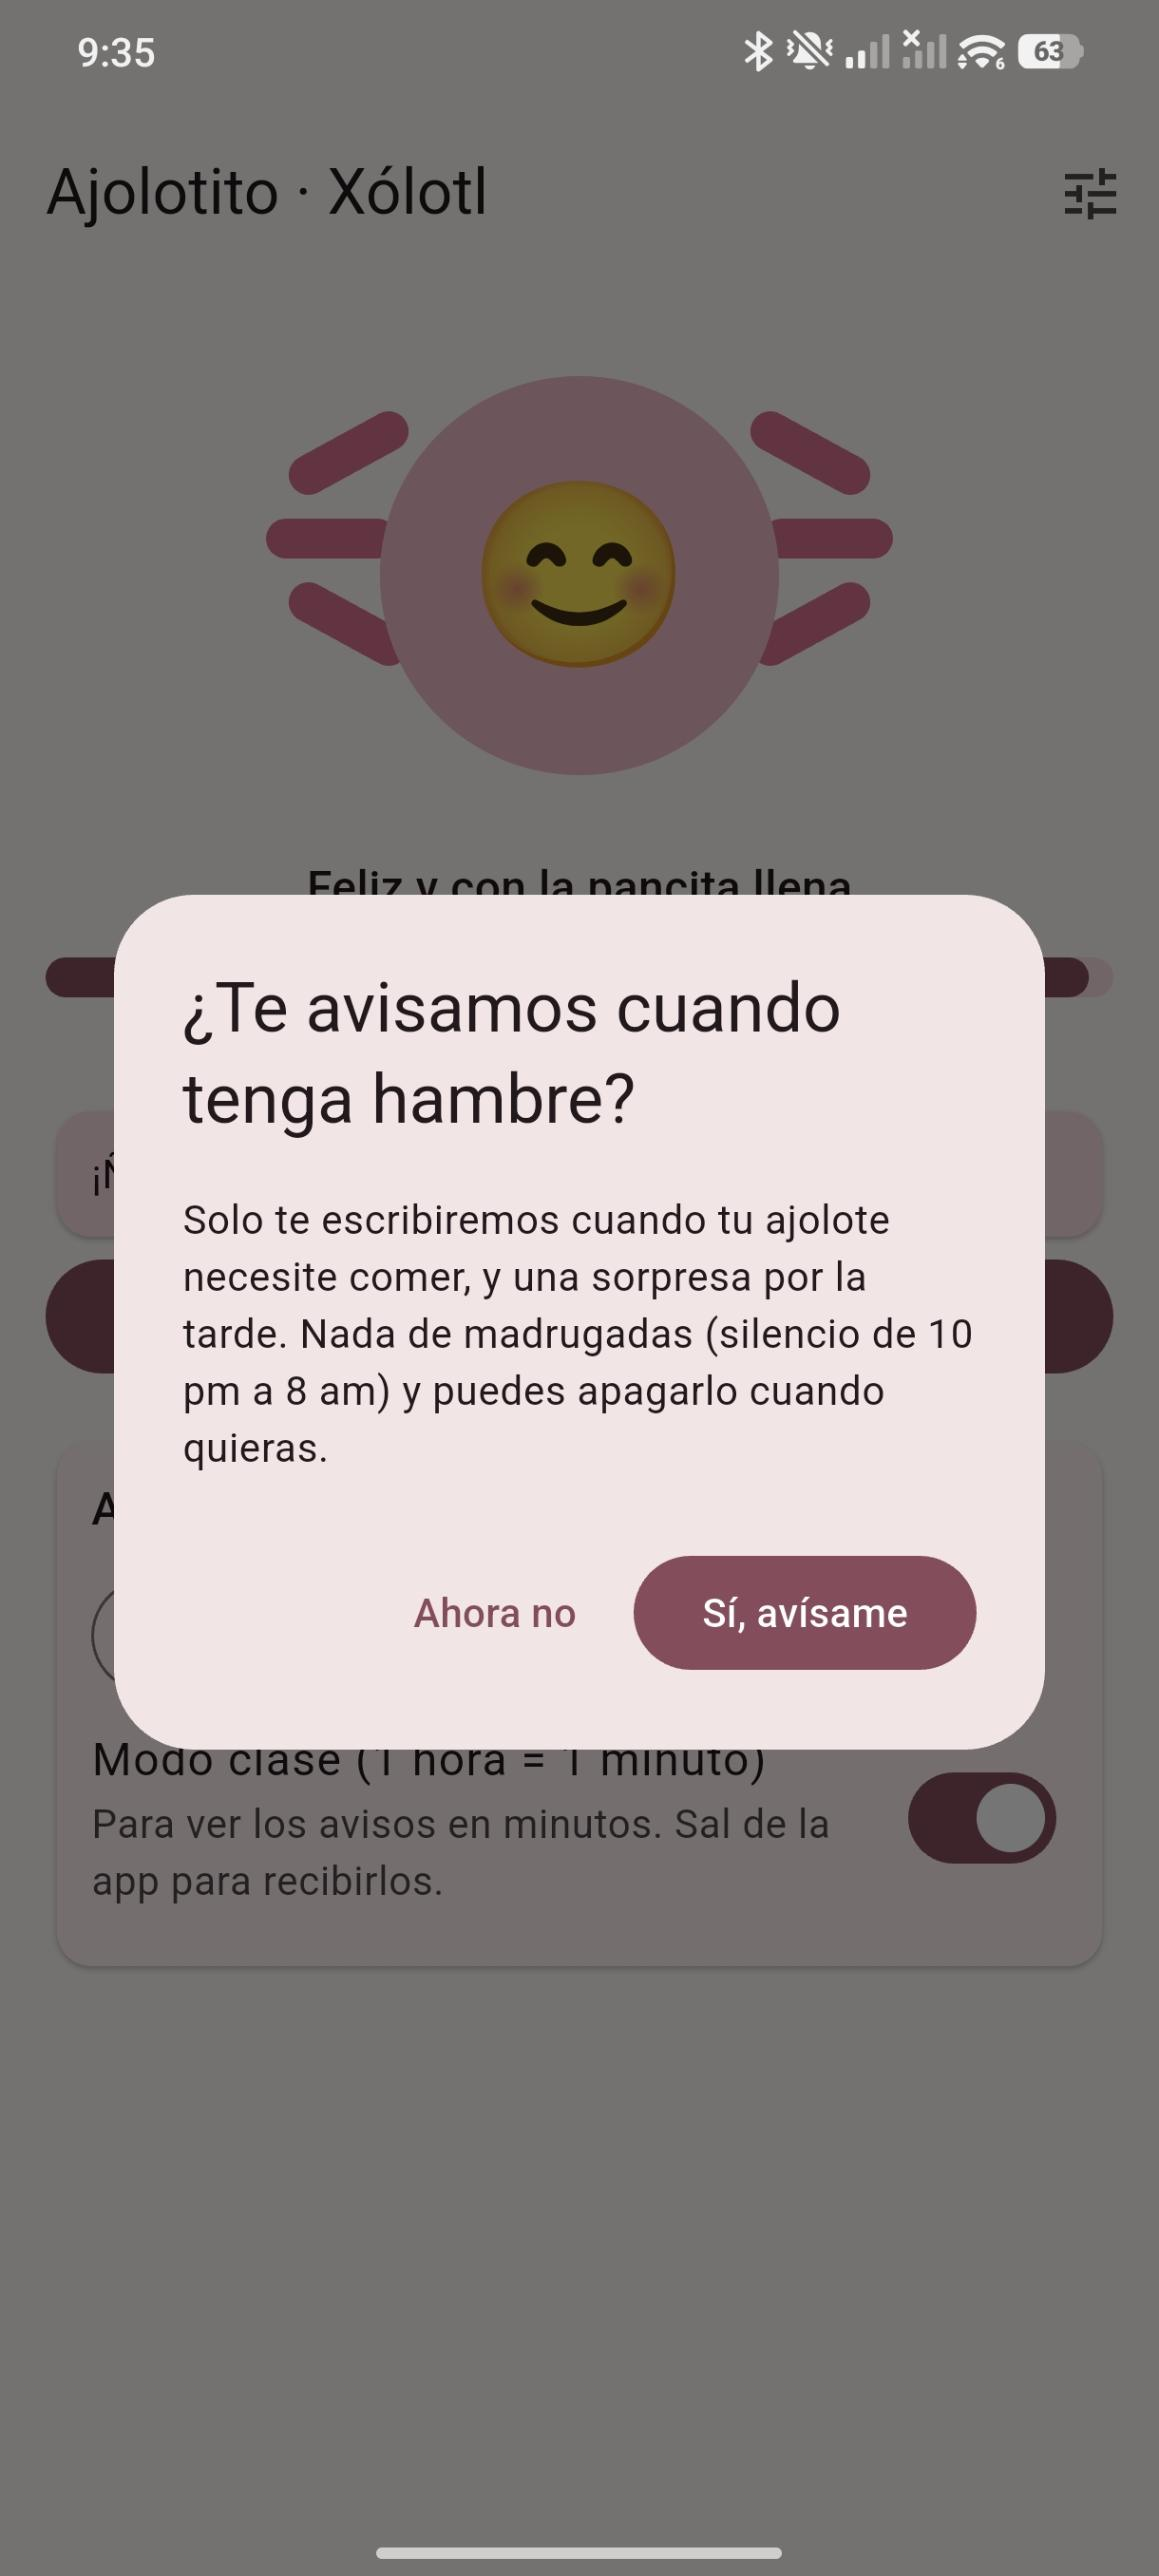 9:35
6
63
Ajolotito · Xólotl
Feliz y con la pancita llena
¿Te avisamos cuando
tenga hambre?
Solo te escribiremos cuando tu ajolote
necesite comer, y una sorpresa por la
tarde. Nada de madrugadas (silencio de 10
pm a 8 am) y puedes apagarlo cuando
quieras.
Ahora no
Sí, avísame
Modo clase (1 hora = 1 minuto)
Para ver los avisos en minutos. Sal de la
app para recibirlos.